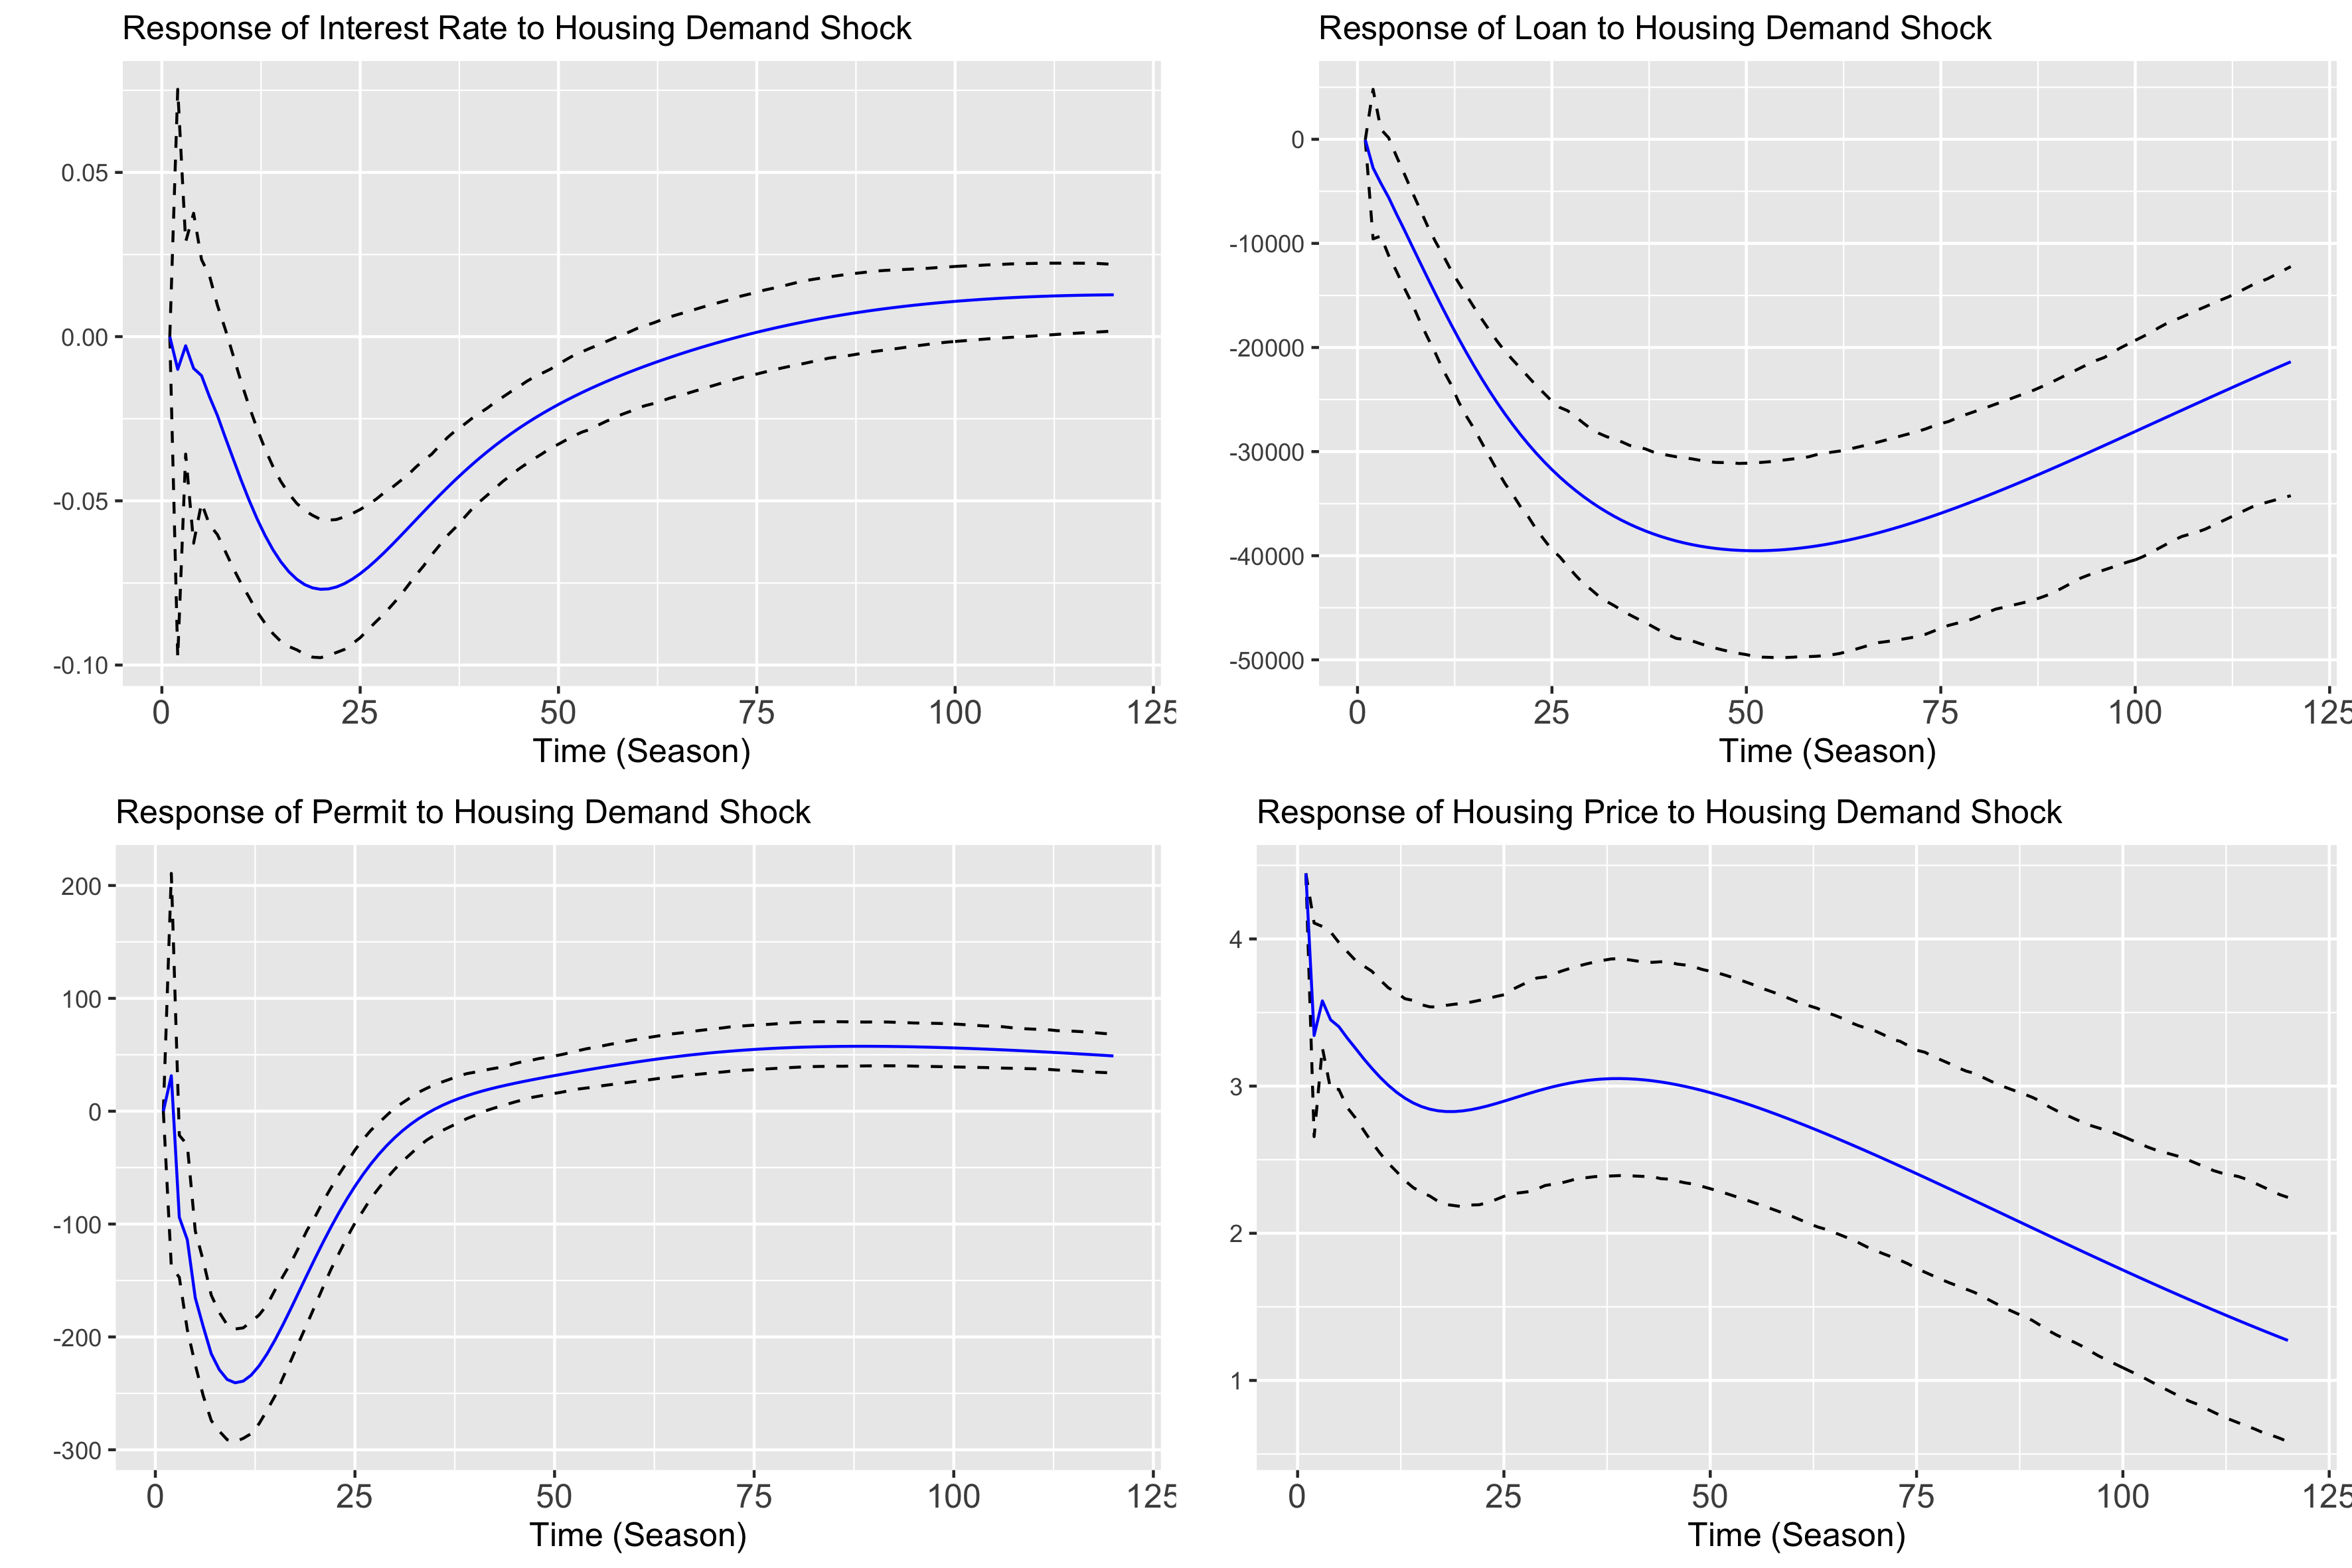 Response of Interest Rate to Housing Demand Shock
0.05
0.00
-0.05
-0.10
0 25 50 75 100 125
Time (Season)
Response of Loan to Housing Demand Shock
0
-10000
-20000
-30000
-40000
-50000
0 25 50 75 100 125
Time (Season)
Response of Permit to Housing Demand Shock
200
100
0
-100
-200
-300
0 25 50 75 100 125
Time (Season)
Response of Housing Price to Housing Demand Shock
4
3
2
1
0 25 50 75 100 125
Time (Season)